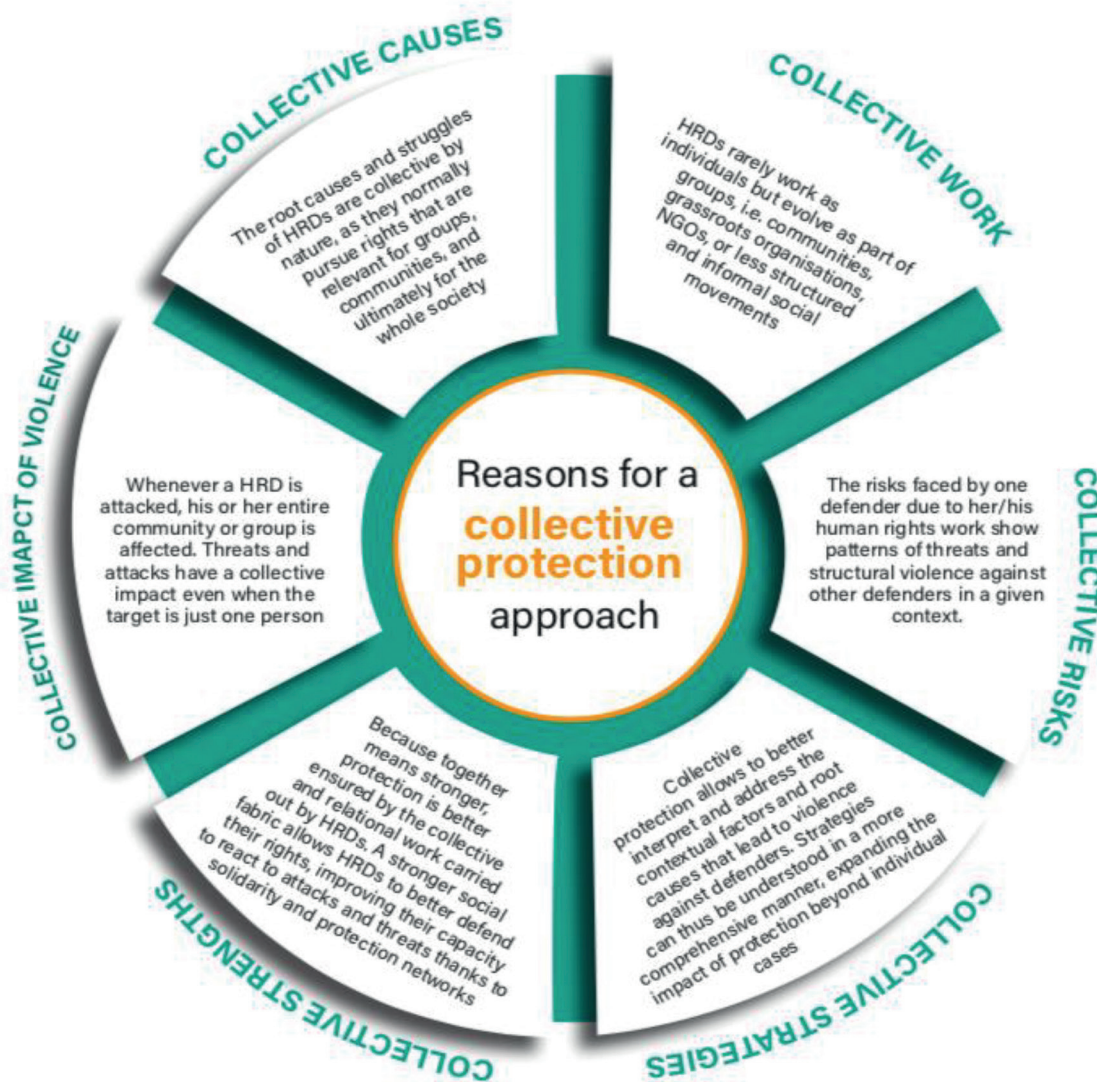 Reasons for a
collective
protection
approach
COLLECTIVE CAUSES
The root causes and struggles
of HRDs are collective by
nature, as they normally
pursue rights that are
relevant for groups,
communities, and
ultimately for the
whole society
COLLECTIVE WORK
HRDs rarely work as
individuals but evolve as part of
groups, i.e. communities,
grassroots organisations,
NGOs, or less structured
and informal social
movements
COLLECTIVE RISKS
The risks faced by one
defender due to her/his
human rights work show
patterns of threats and
structural violence against
other defenders in a given
context.
COLLECTIVE STRATEGIES
Collective
protection allows to better
interpret and address the
contextual factors and root
causes that lead to violence
against defenders. Strategies
can thus be understood in a more
comprehensive manner, expanding the
impact of protection beyond individual
cases
COLLECTIVE STRENGTHS
Because together
means stronger,
protection is better
ensured by the collective
and relational work carried
out by HRDs. A stronger social
fabric allows HRDs to better defend
their rights, improving their capacity
to react to attacks and threats thanks to
solidarity and protection networks
COLLECTIVE IMAPCT OF VIOLENCE
Whenever a HRD is
attacked, his or her entire
community or group is
affected. Threats and
attacks have a collective
impact even when the
target is just one person